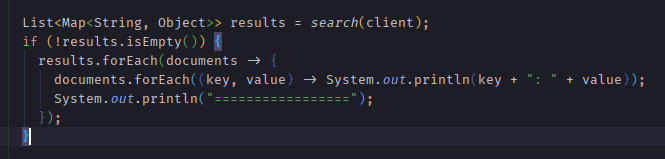 List<Map<String, Object>> results = search(client);
if (!results.isEmpty()) {
results.forEach(documents -> {
documents.forEach((key, value) -> System.out.println(key + ": " + value));
System.out.println("=================");
});
}